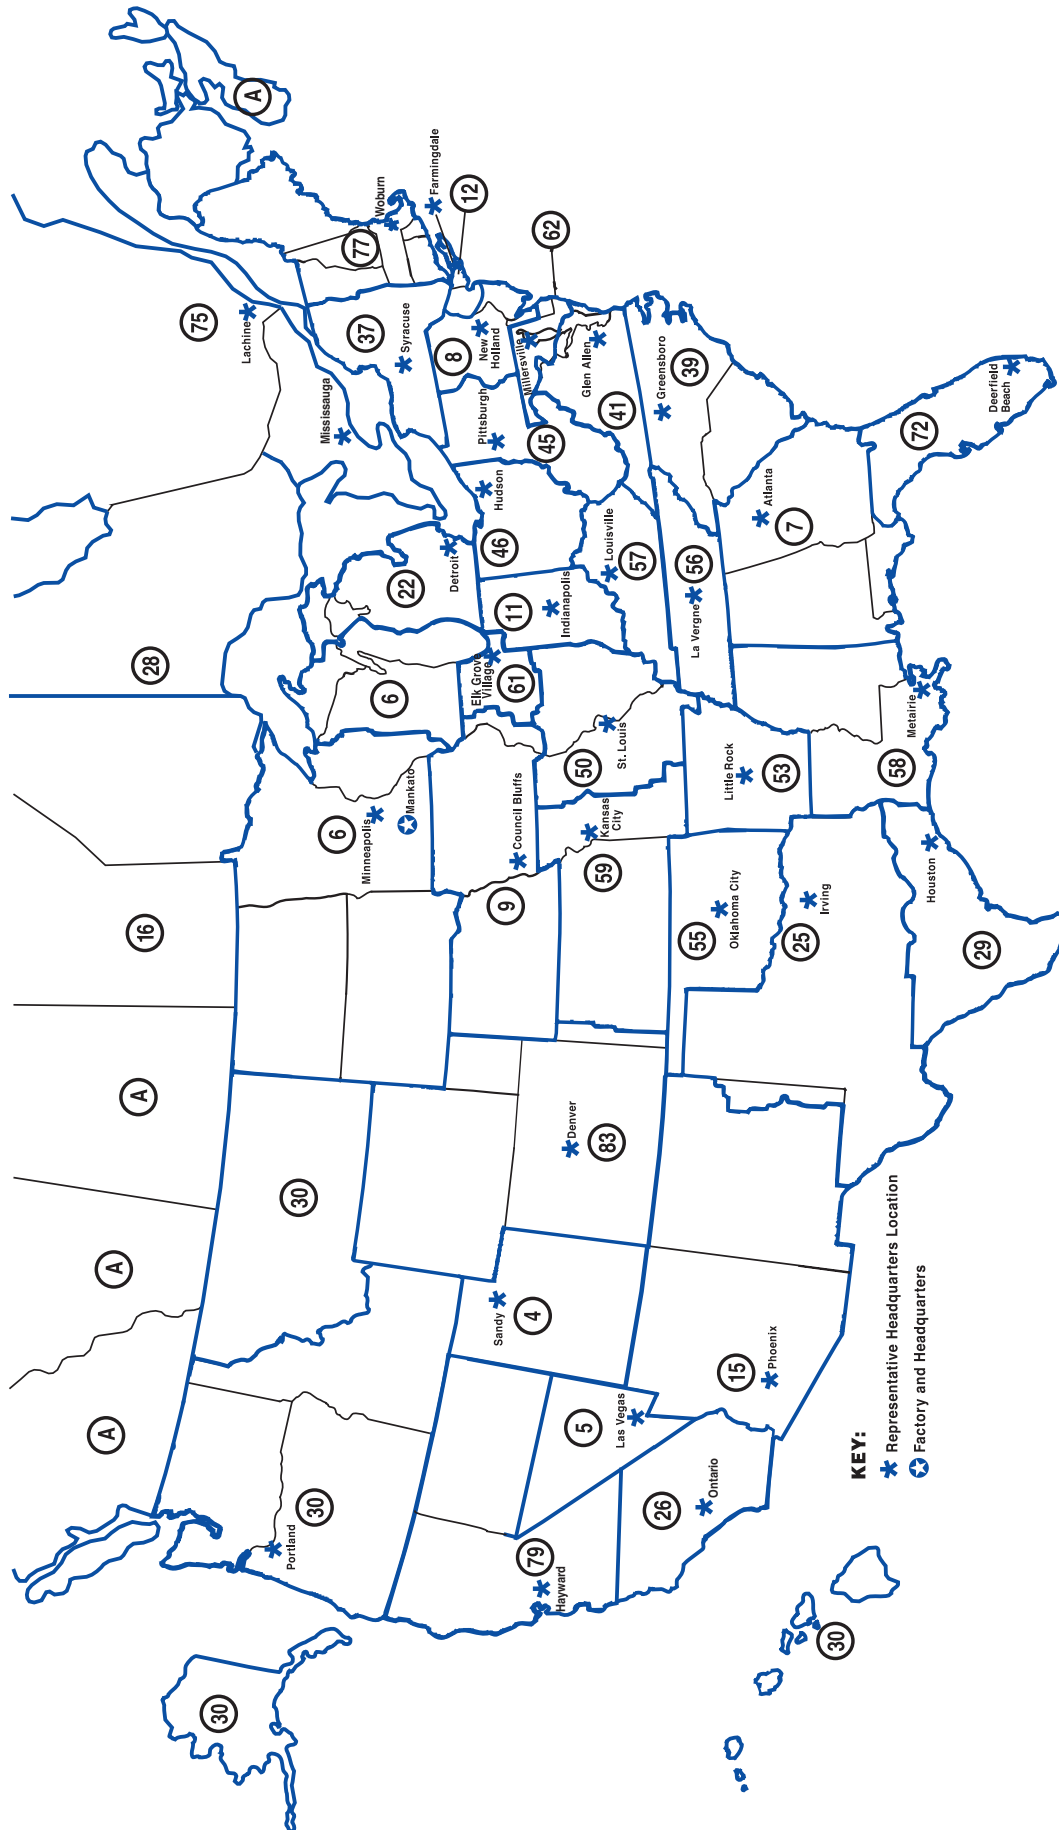 A
A
A
16
28
75
Lachine
A
30
Portland
30
30
6
Minneapolis
Mankato
6
22
Detroit
Mississauga
37
Syracuse
77
Woburn
Farmingdale
12
79
Hayward
5
Las Vegas
4
Sandy
83
Denver
9
Council Bluffs
59
Kansas
City
50
St. Louis
Elk Grove
Village
61
11
Indianapolis
46
Hudson
Pittsburgh
45
8
New
Holland
Millersville
62
26
Ontario
15
Phoenix
55
Oklahoma City
Little Rock
53
La Vergne
56
57
Louisville
41
Glen Allen
39
Greensboro
30
25
Irving
29
Houston
58
Metairie
7
Atlanta
72
Deerfield
Beach
KEY:
Representative Headquarters Location
Factory and Headquarters